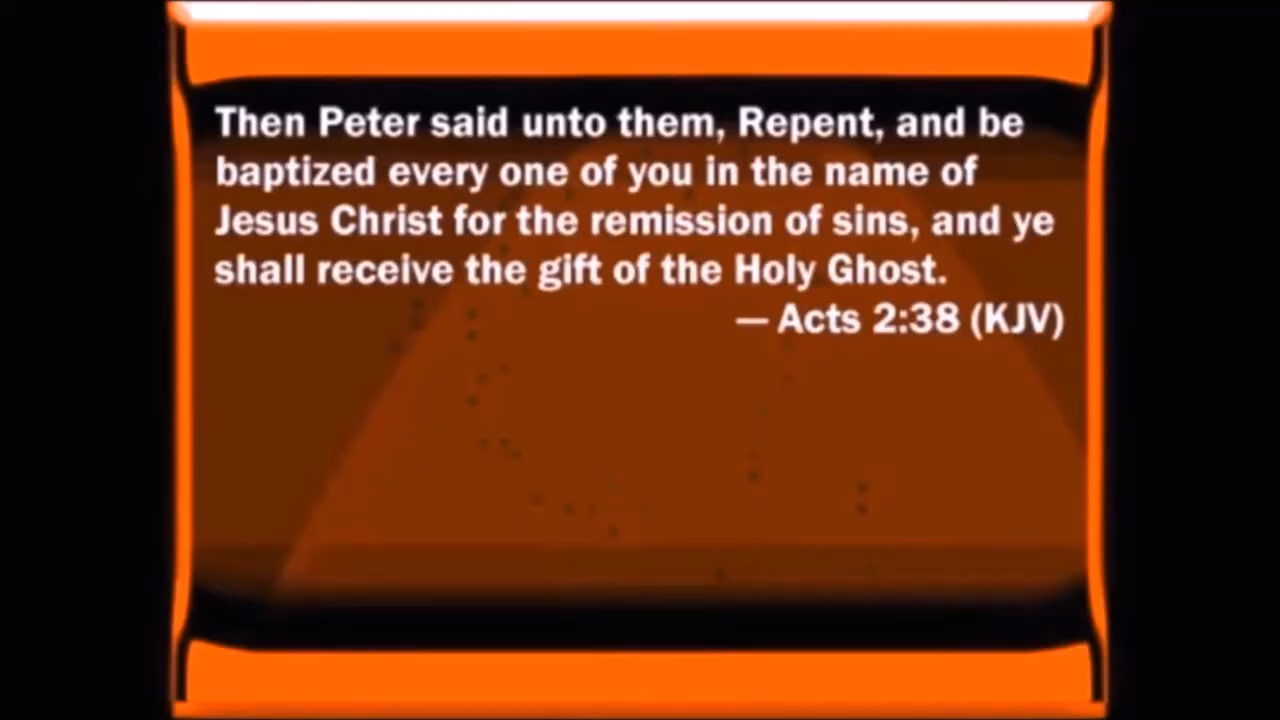 Then Peter said unto them, Repent, and be
baptized every one of you in the name of
Jesus Christ for the remission of sins, and ye
shall receive the gift of the Holy Ghost.
— Acts 2:38 (KJV)